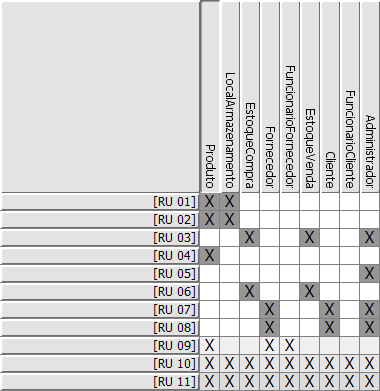 Produto
LocalArmazenamento
EstoqueCompra
Fornecedor
FuncionarioFornecedor
EstoqueVenda
Cliente
FuncionarioCliente
Administrador
[RU 01] X X
[RU 02] X X
[RU 03] X X X
[RU 04] X
[RU 05] X
[RU 06] X X
[RU 07] X X X
[RU 08] X X X
[RU 09] X X X
[RU 10] X X X X X X X X X
[RU 11] X X X X X X X X X